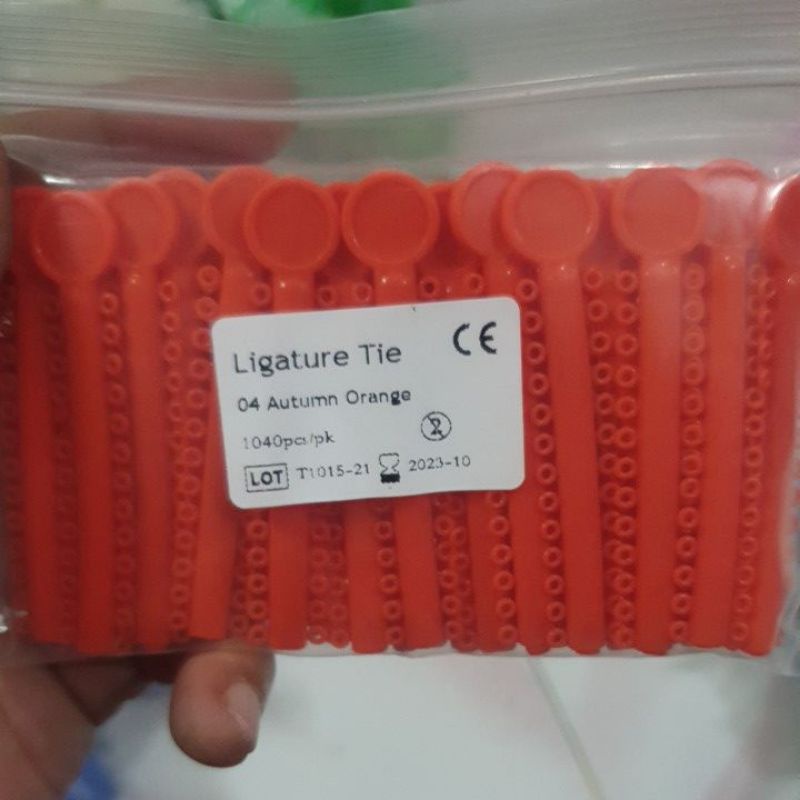 Ligature Tie CE
04 Autumn Orange
1040pcs/pk
LOT T1015-21 2023-10